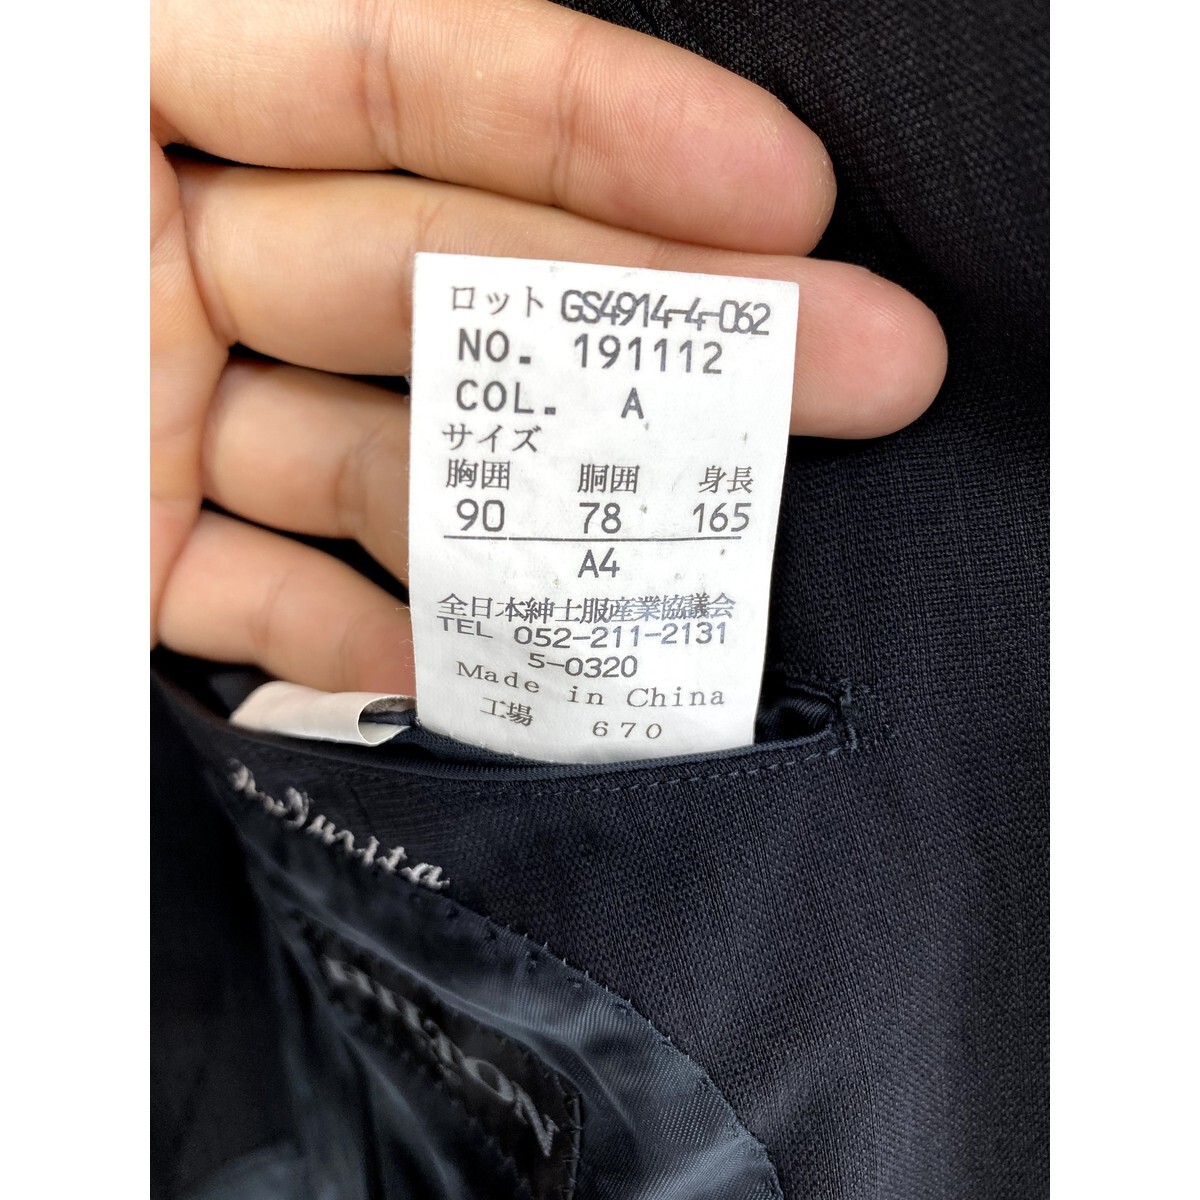 ロット GS4914-4-062
NO. 191112
COL. A
サイズ
胸囲 胴囲 身長
90 78 165
A4
全日本紳士服産業協議会
TEL 052-211-2131
5-0320
Made in China
工場 670